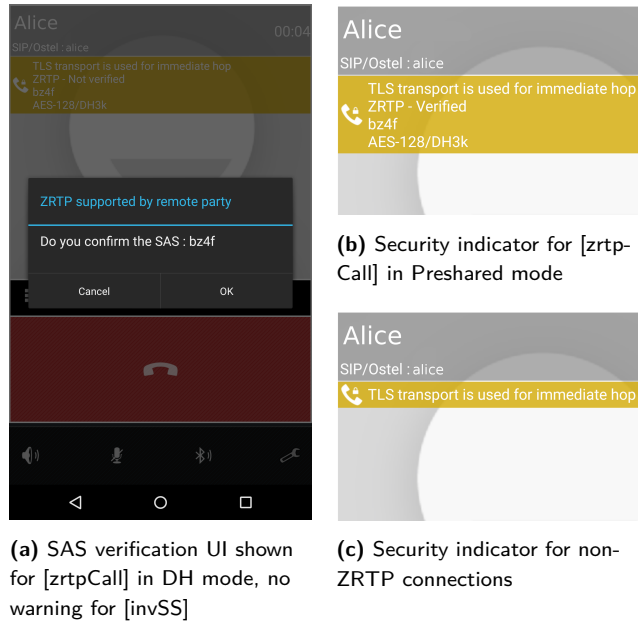 Alice
00:04
SIP/Ostel : alice
TLS transport is used for immediate hop
ZRTP - Not verified
bz4f
AES-128/DH3k
ZRTP supported by remote party
Do you confirm the SAS : bz4f
Cancel
OK
(a) SAS verification UI shown
for [zrtpCall] in DH mode, no
warning for [invSS]
Alice
SIP/Ostel : alice
TLS transport is used for immediate hop
ZRTP - Verified
bz4f
AES-128/DH3k
(b) Security indicator for [zrtp-
Call] in Preshared mode
Alice
SIP/Ostel : alice
TLS transport is used for immediate hop
(c) Security indicator for non-
ZRTP connections